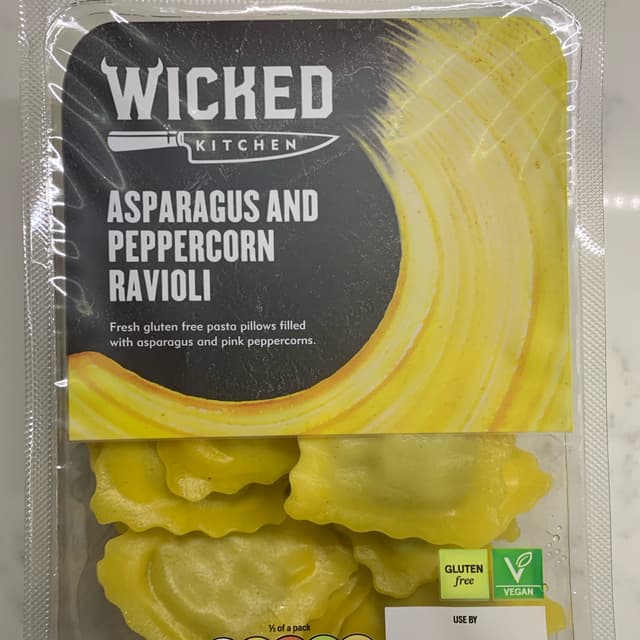 WICKED
KITCHEN
ASPARAGUS AND
PEPPERCORN
RAVIOLI
Fresh gluten free pasta pillows filled
with asparagus and pink peppercorns.
GLUTEN
free
V
VEGAN
USE BY
½ of a pack